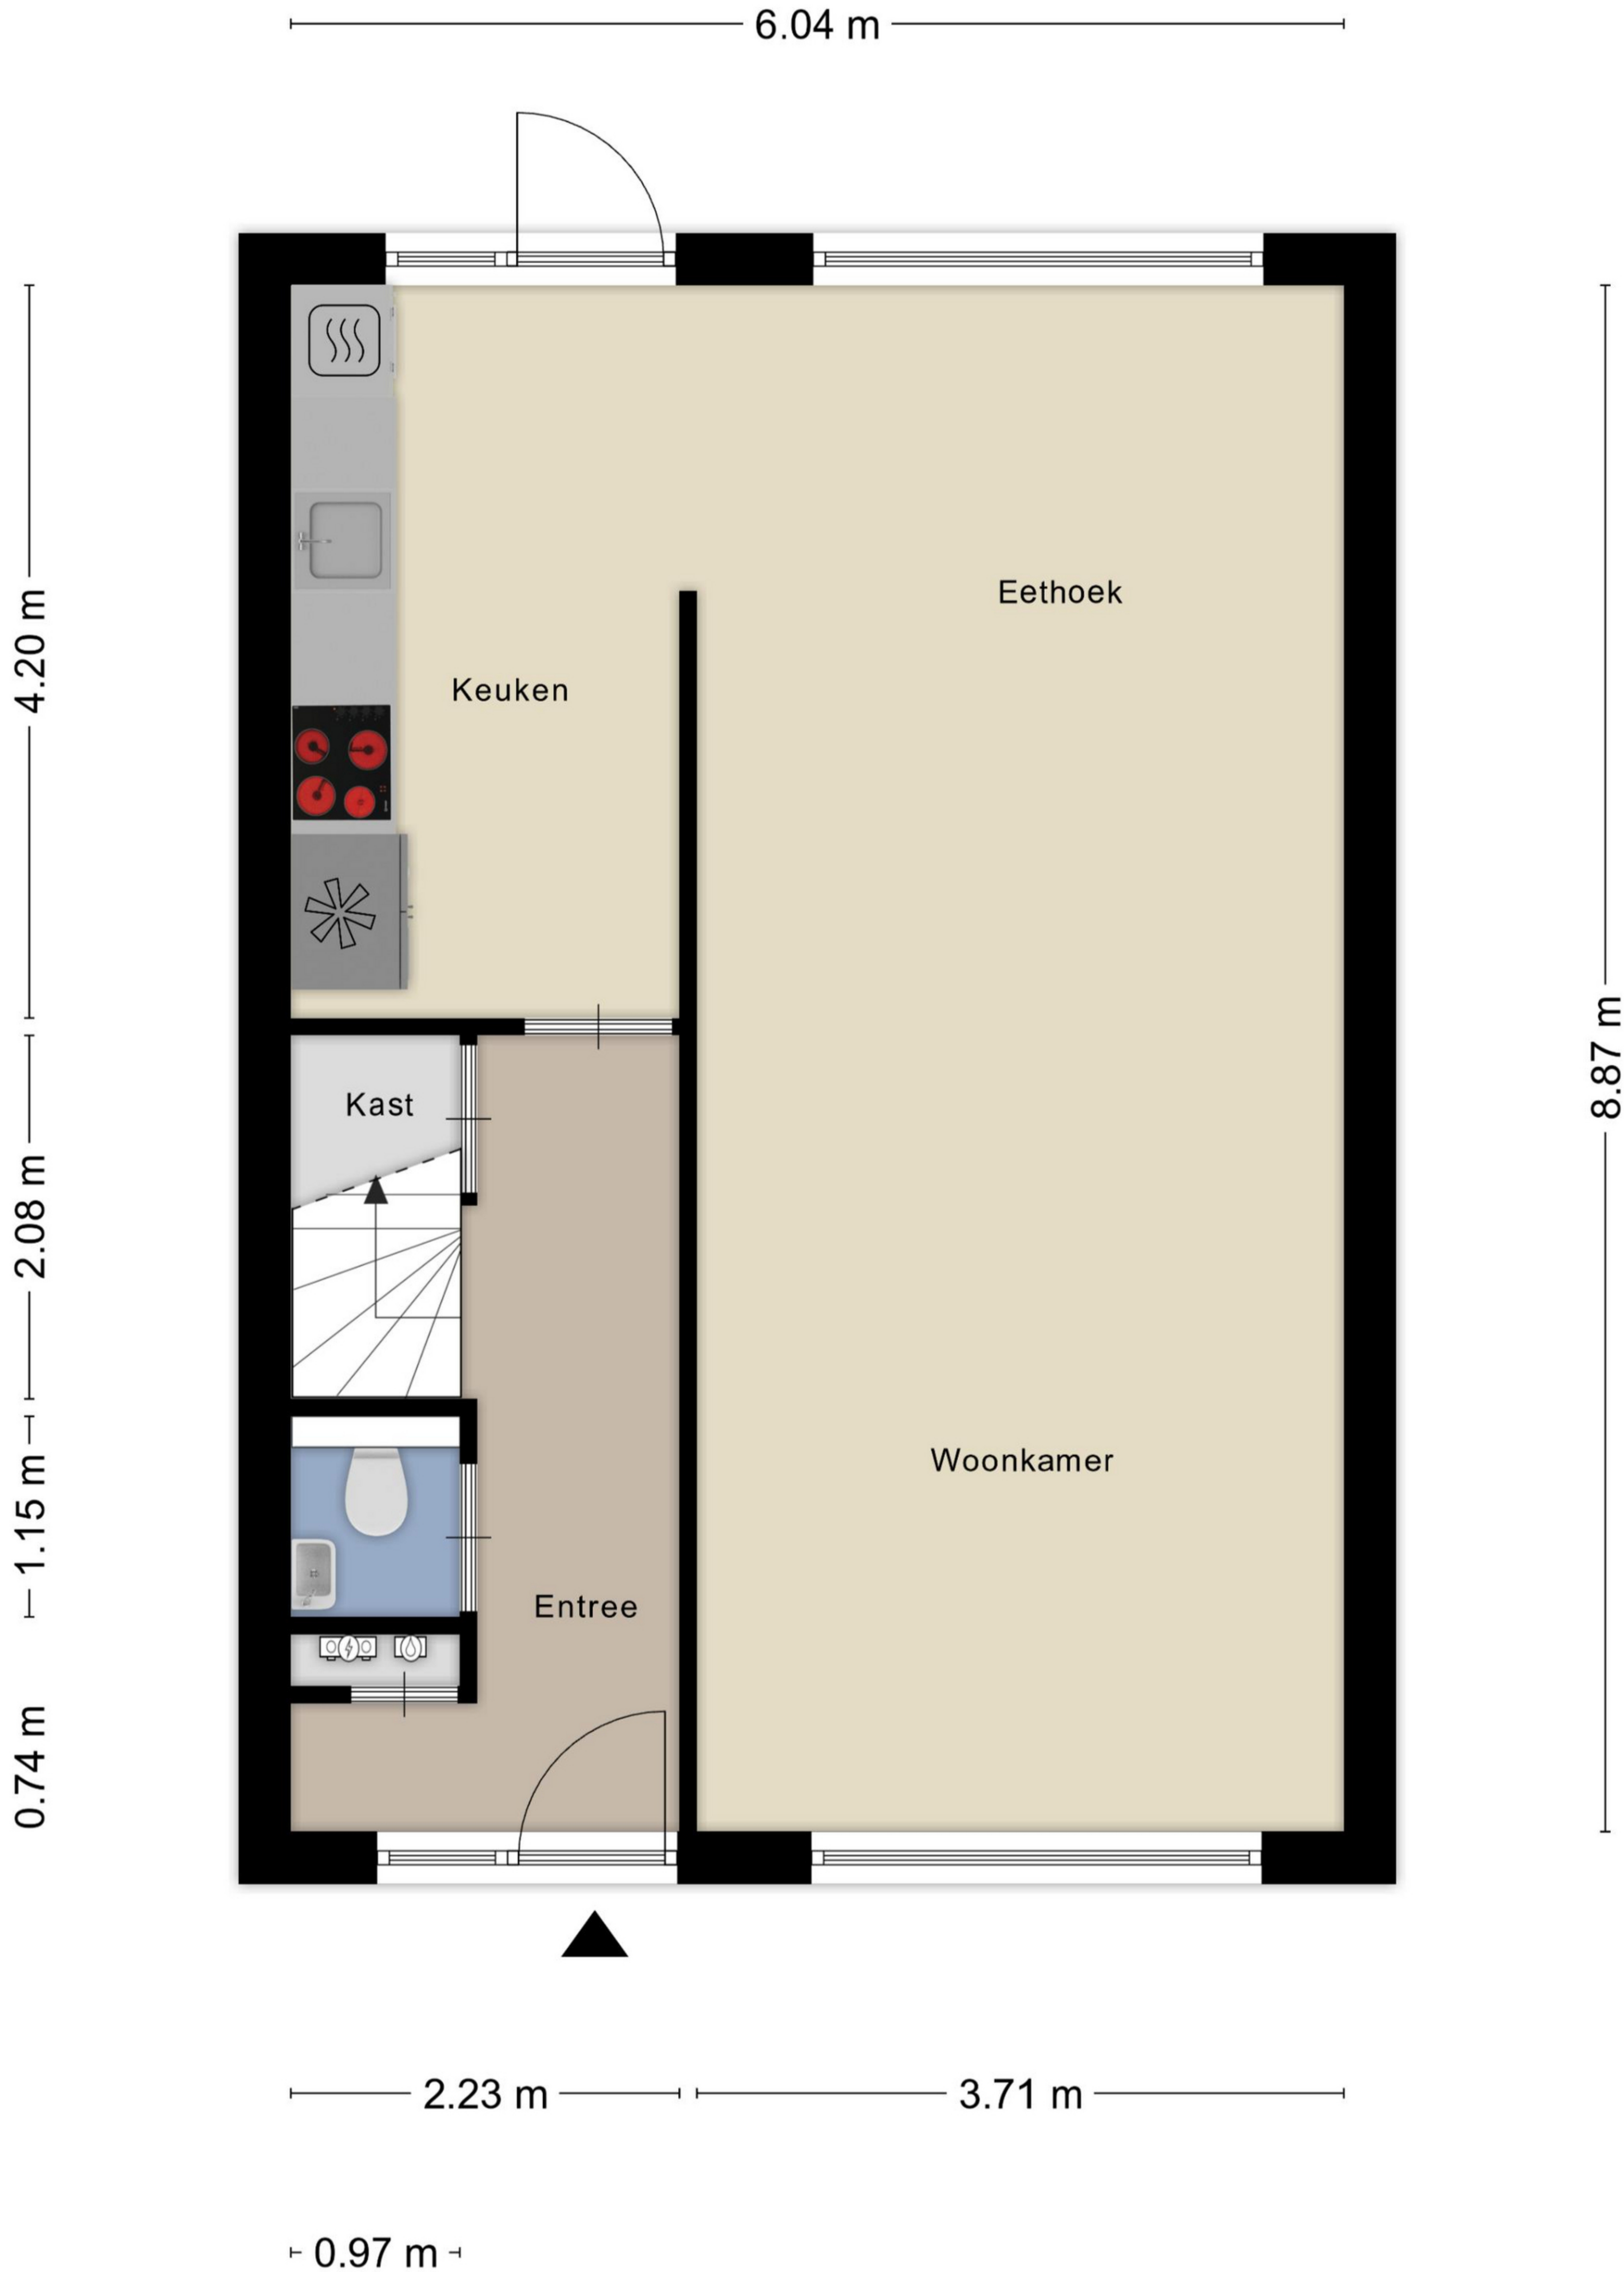 6.04 m
Eethoek
4.20 m
Keuken
8.87 m
Kast
2.08 m
Woonkamer
1.15 m
Entree
0.74 m
2.23 m
3.71 m
0.97 m